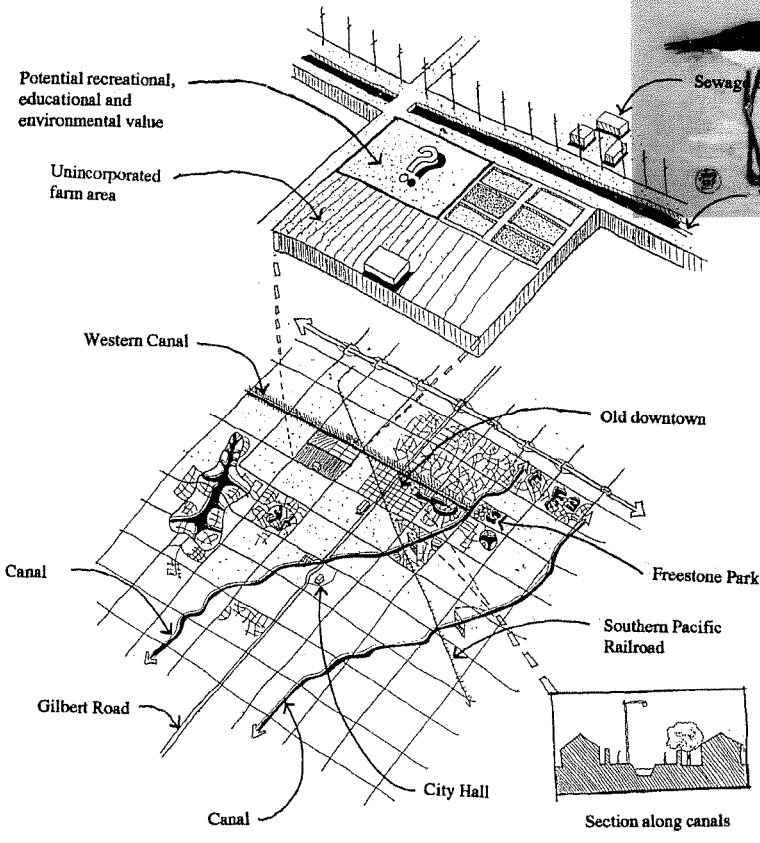 Potential recreational,
educational and
environmental value
Sewage
Unincorporated
farm area
?
Western Canal
Old downtown
Canal
Freestone Park
Southern Pacific
Railroad
Gilbert Road
City Hall
Canal
Section along canals